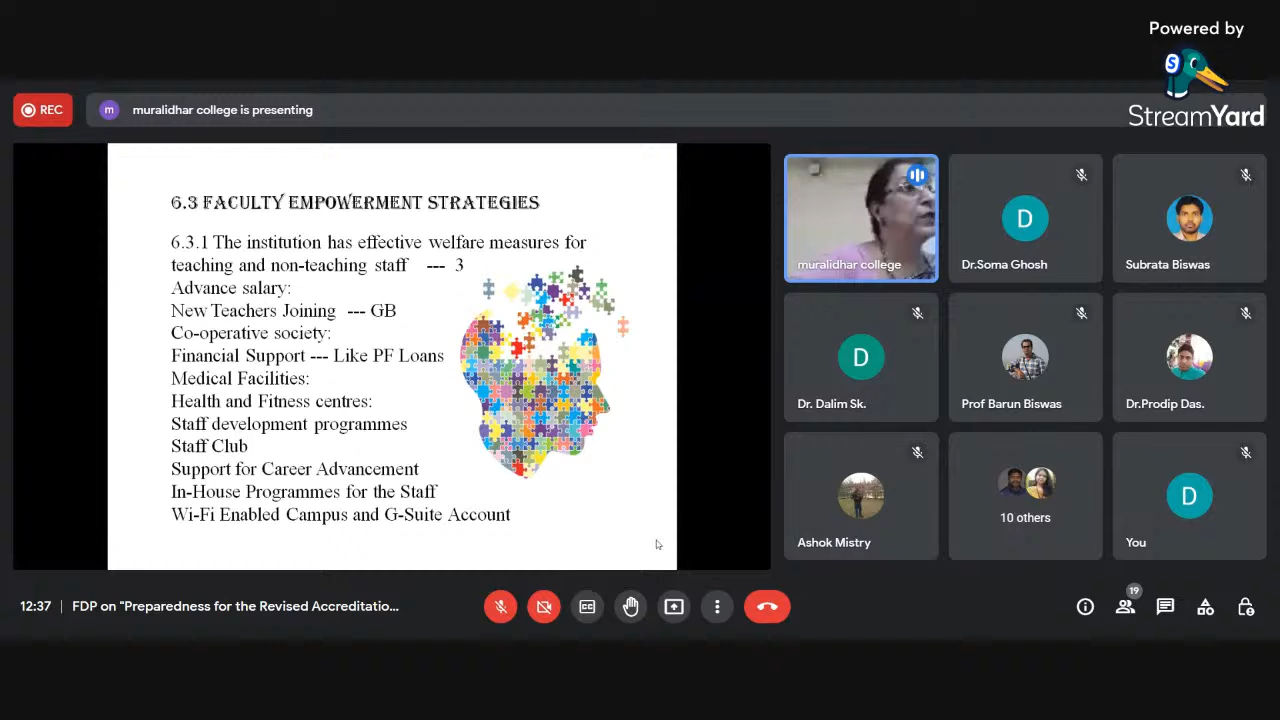 Powered by
StreamYard
REC
m
muralidhar college is presenting
6.3 FACULTY EMPOWERMENT STRATEGIES
6.3.1 The institution has effective welfare measures for
teaching and non-teaching staff --- 3
Advance salary:
New Teachers Joining --- GB
Co-operative society:
Financial Support --- Like PF Loans
Medical Facilities:
Health and Fitness centres:
Staff development programmes
Staff Club
Support for Career Advancement
In-House Programmes for the Staff
Wi-Fi Enabled Campus and G-Suite Account
muralidhar college
D
Dr.Soma Ghosh
Subrata Biswas
D
Dr. Dalim Sk.
Prof Barun Biswas
Dr.Prodip Das.
Ashok Mistry
10 others
D
You
12:37
FDP on "Preparedness for the Revised Accreditatio...
CC
19